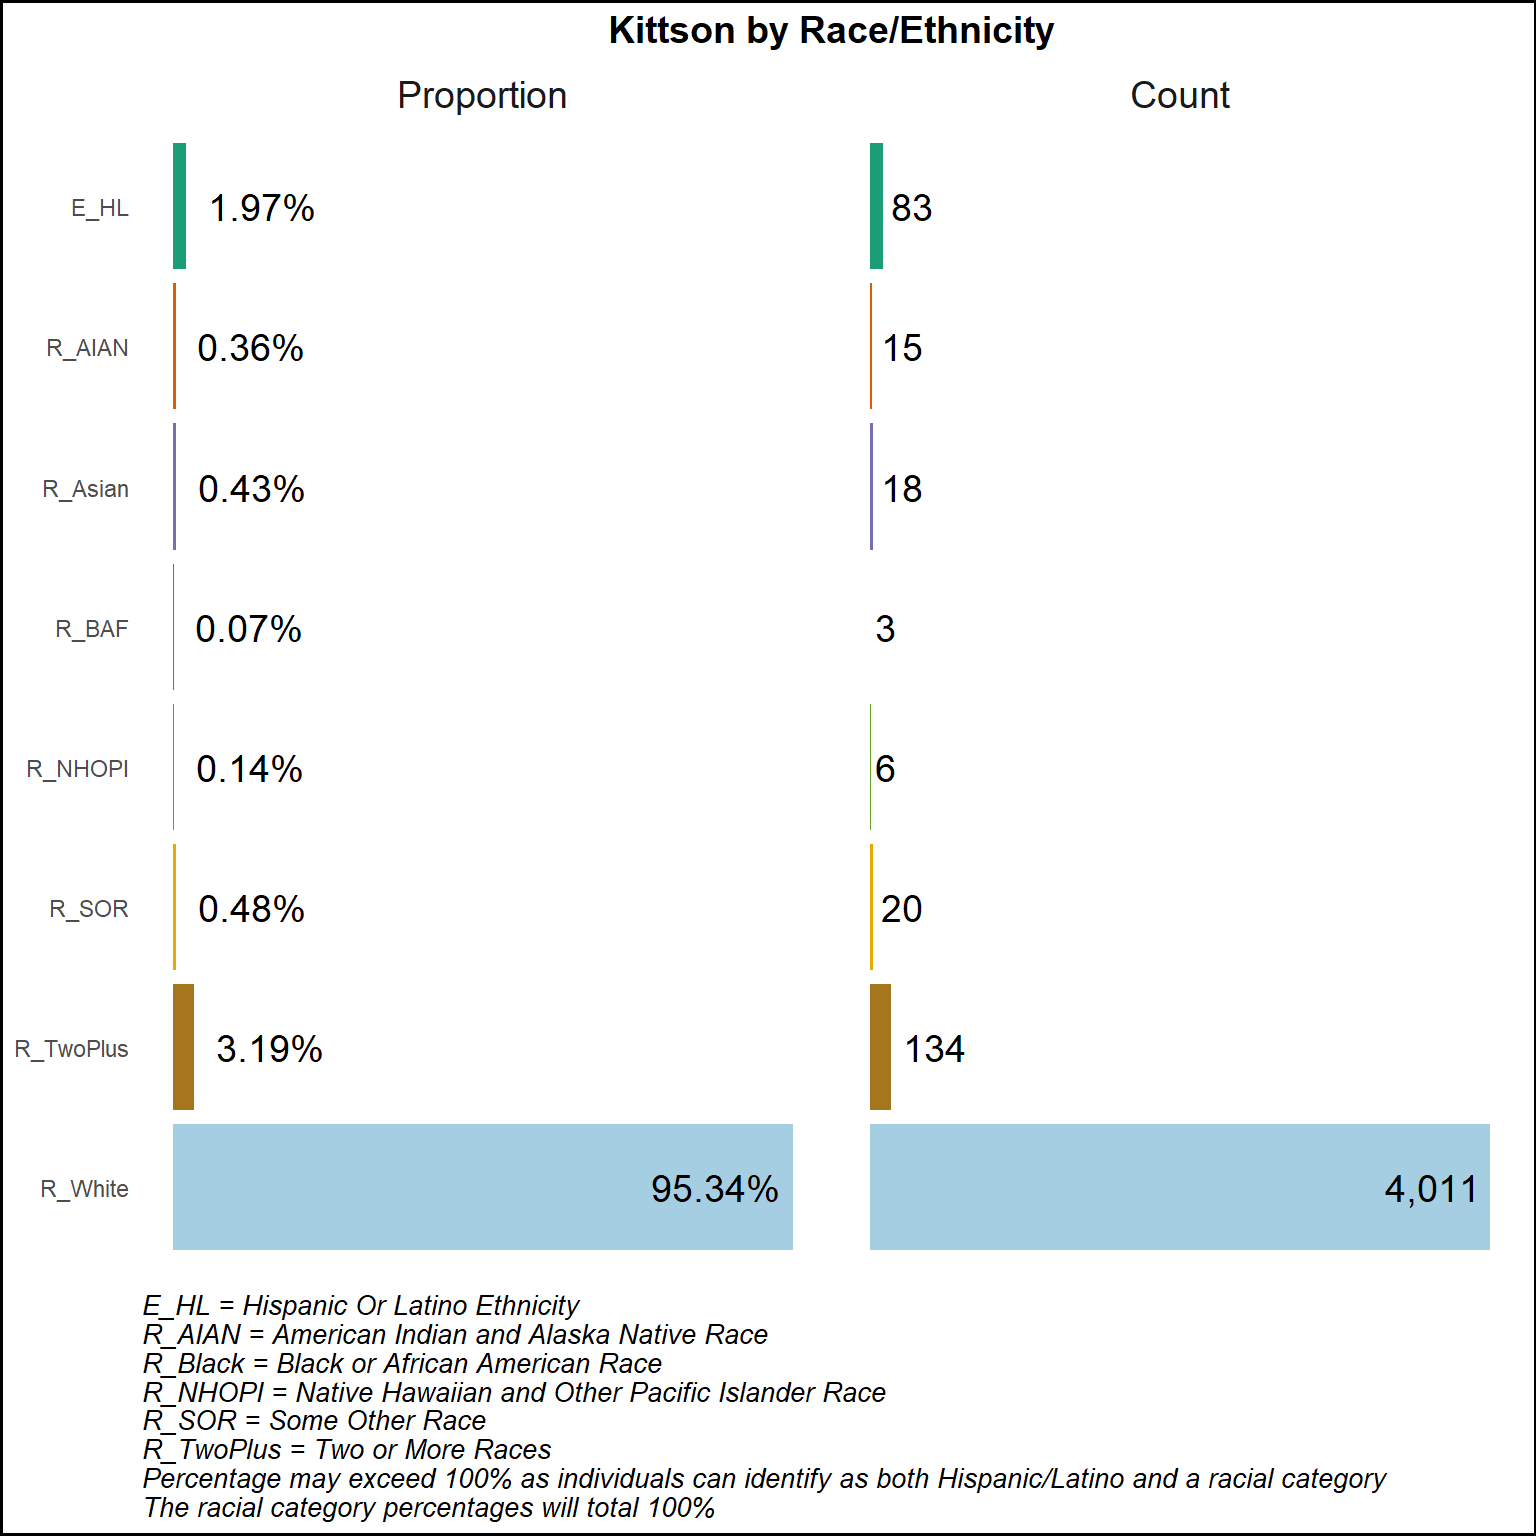 Kittson by Race/Ethnicity
Proportion Count
E_HL 1.97% 83
R_AIAN 0.36% 15
R_Asian 0.43% 18
R_BAF 0.07% 3
R_NHOPI 0.14% 6
R_SOR 0.48% 20
R_TwoPlus 3.19% 134
R_White 95.34% 4,011
E_HL = Hispanic Or Latino Ethnicity
R_AIAN = American Indian and Alaska Native Race
R_Black = Black or African American Race
R_NHOPI = Native Hawaiian and Other Pacific Islander Race
R_SOR = Some Other Race
R_TwoPlus = Two or More Races
Percentage may exceed 100% as individuals can identify as both Hispanic/Latino and a racial category
The racial category percentages will total 100%